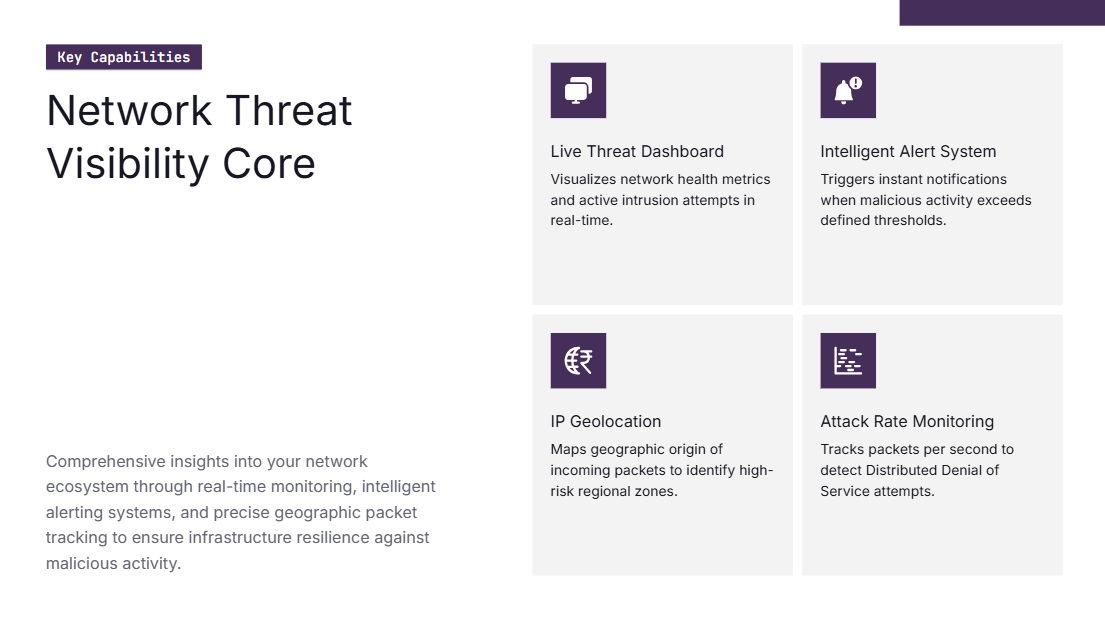 Key Capabilities
Network Threat
Visibility Core
Comprehensive insights into your network
ecosystem through real-time monitoring, intelligent
alerting systems, and precise geographic packet
tracking to ensure infrastructure resilience against
malicious activity.
Live Threat Dashboard
Visualizes network health metrics
and active intrusion attempts in
real-time.
Intelligent Alert System
Triggers instant notifications
when malicious activity exceeds
defined thresholds.
IP Geolocation
Maps geographic origin of
incoming packets to identify high-
risk regional zones.
Attack Rate Monitoring
Tracks packets per second to
detect Distributed Denial of
Service attempts.